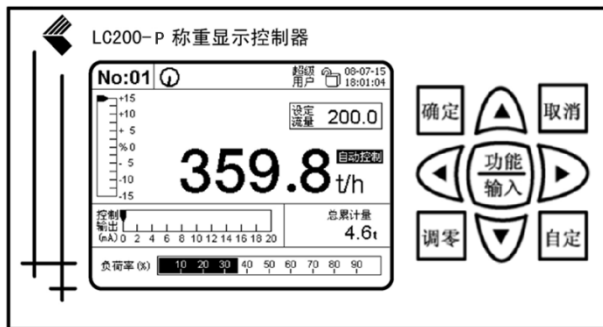 LC200-P 称重显示控制器
No:01
超级用户
08-07-15
18:01:04
+15
+10
+ 5
%0
- 5
-10
-15
设定流量 200.0
359.8 t/h
自动控制
控制输出(mA)
0 2 4 6 8 10 12 14 16 18 20
总累计量
4.6t
负荷率(%) 10 20 30 40 50 60 70 80 90
确定
取消
功能
输入
调零
自定